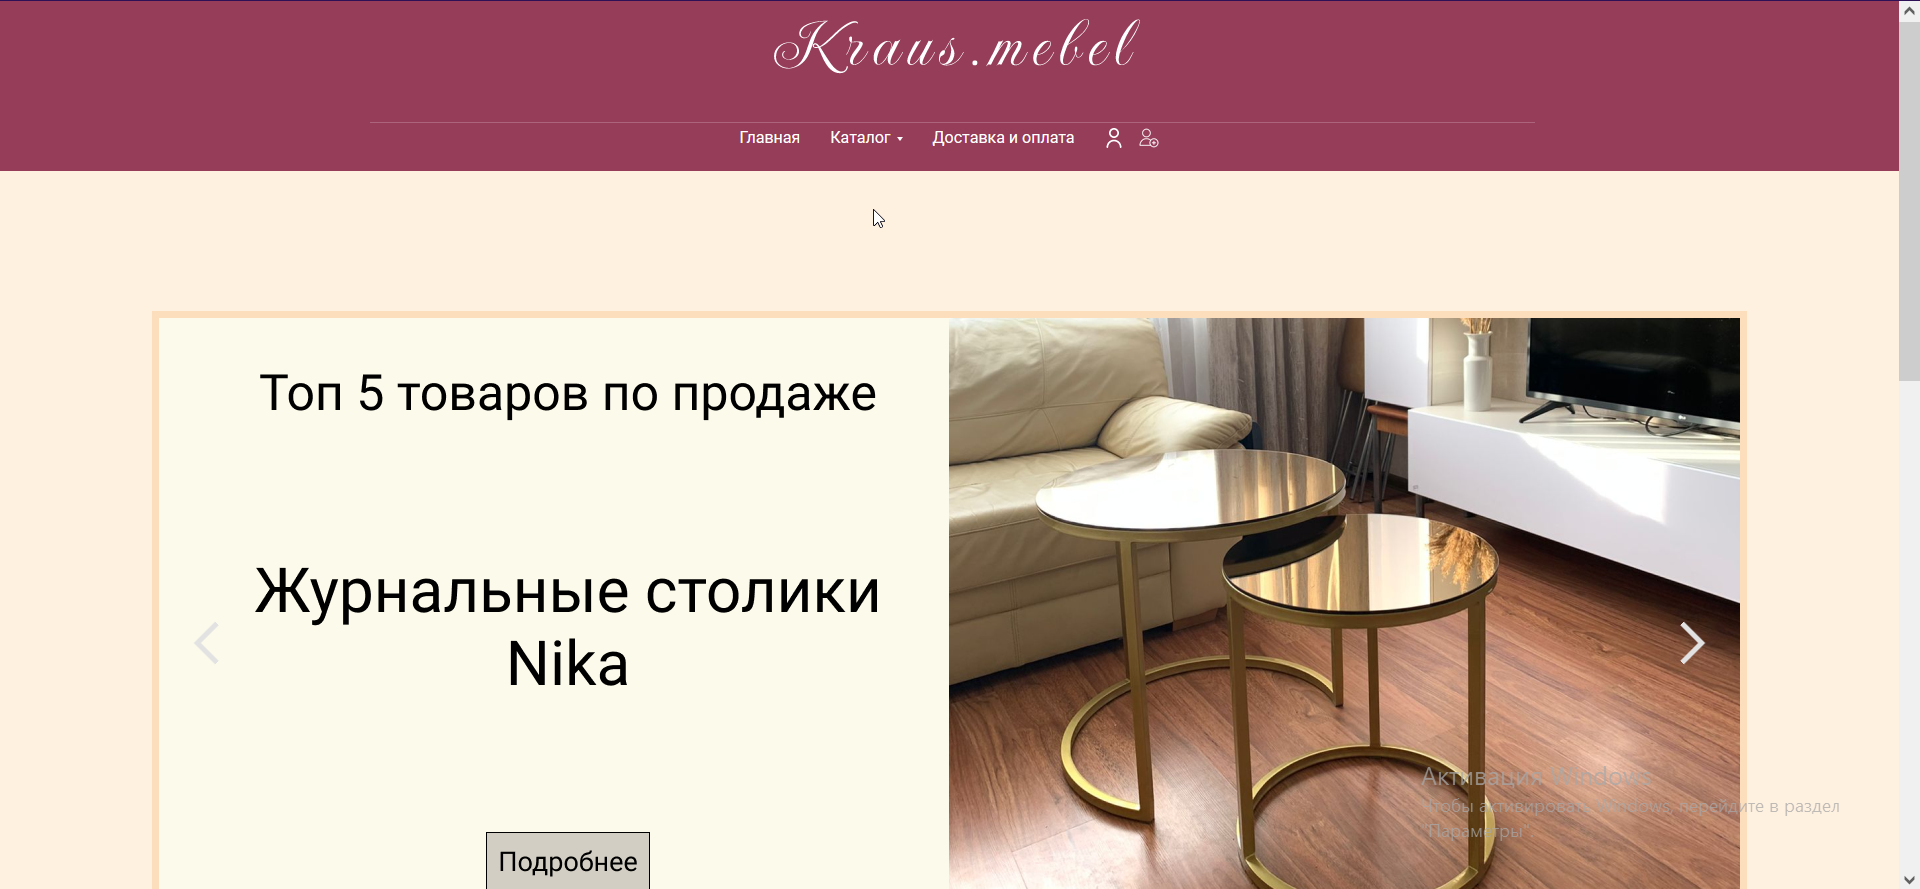 Kraus.mebel
Главная Каталог Доставка и оплата
Топ 5 товаров по продаже
Журнальные столики
Nika
Подробнее
Активация Windows
Чтобы активировать Windows, перейдите в раздел
"Параметры".